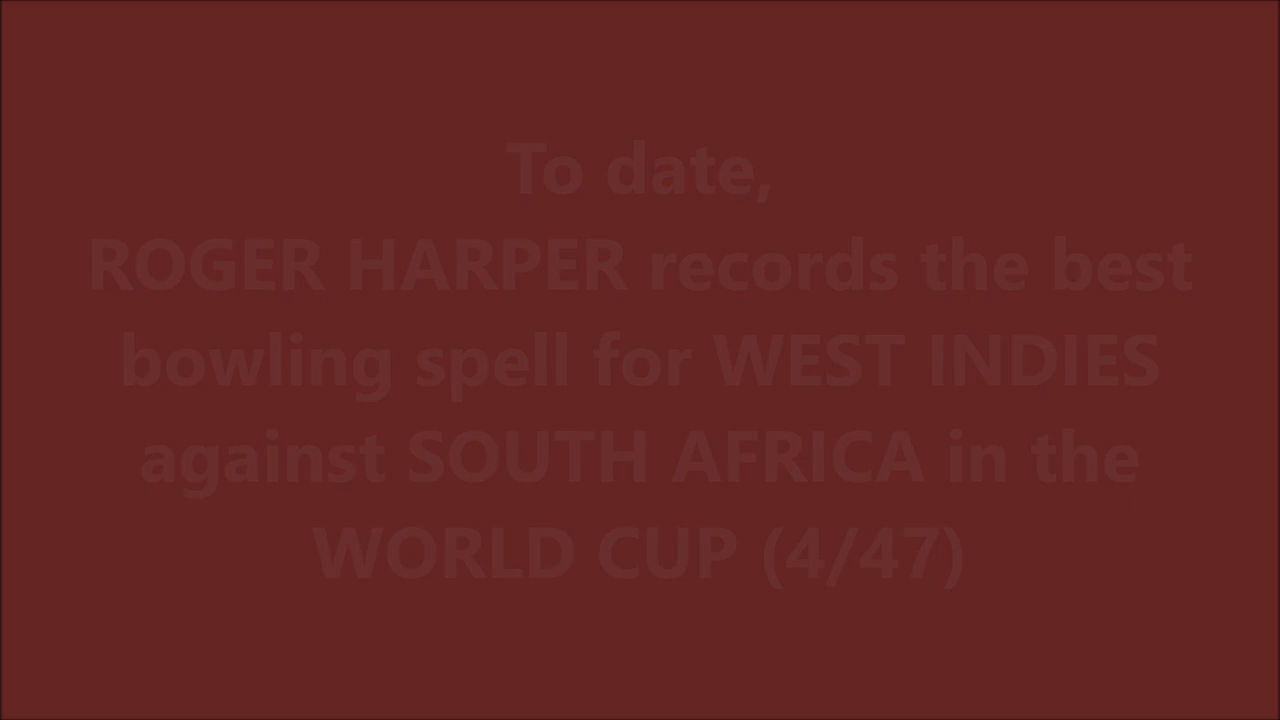 To date,
ROGER HARPER records the best
bowling spell for WEST INDIES
against SOUTH AFRICA in the
WORLD CUP (4/47)